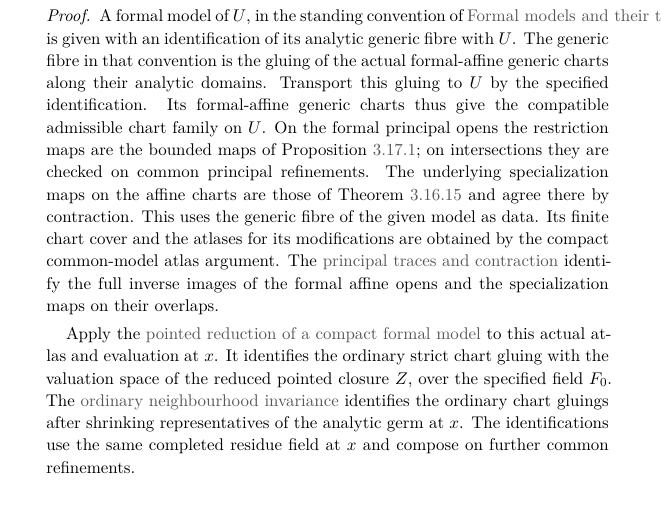 Proof. A formal model of U, in the standing convention of Formal models and their t
is given with an identification of its analytic generic fibre with U. The generic
fibre in that convention is the gluing of the actual formal-affine generic charts
along their analytic domains. Transport this gluing to U by the specified
identification. Its formal-affine generic charts thus give the compatible
admissible chart family on U. On the formal principal opens the restriction
maps are the bounded maps of Proposition 3.17.1; on intersections they are
checked on common principal refinements. The underlying specialization
maps on the affine charts are those of Theorem 3.16.15 and agree there by
contraction. This uses the generic fibre of the given model as data. Its finite
chart cover and the atlases for its modifications are obtained by the compact
common-model atlas argument. The principal traces and contraction identi-
fy the full inverse images of the formal affine opens and the specialization
maps on their overlaps.
Apply the pointed reduction of a compact formal model to this actual at-
las and evaluation at x. It identifies the ordinary strict chart gluing with the
valuation space of the reduced pointed closure Z, over the specified field F₀.
The ordinary neighbourhood invariance identifies the ordinary chart gluings
after shrinking representatives of the analytic germ at x. The identifications
use the same completed residue field at x and compose on further common
refinements.